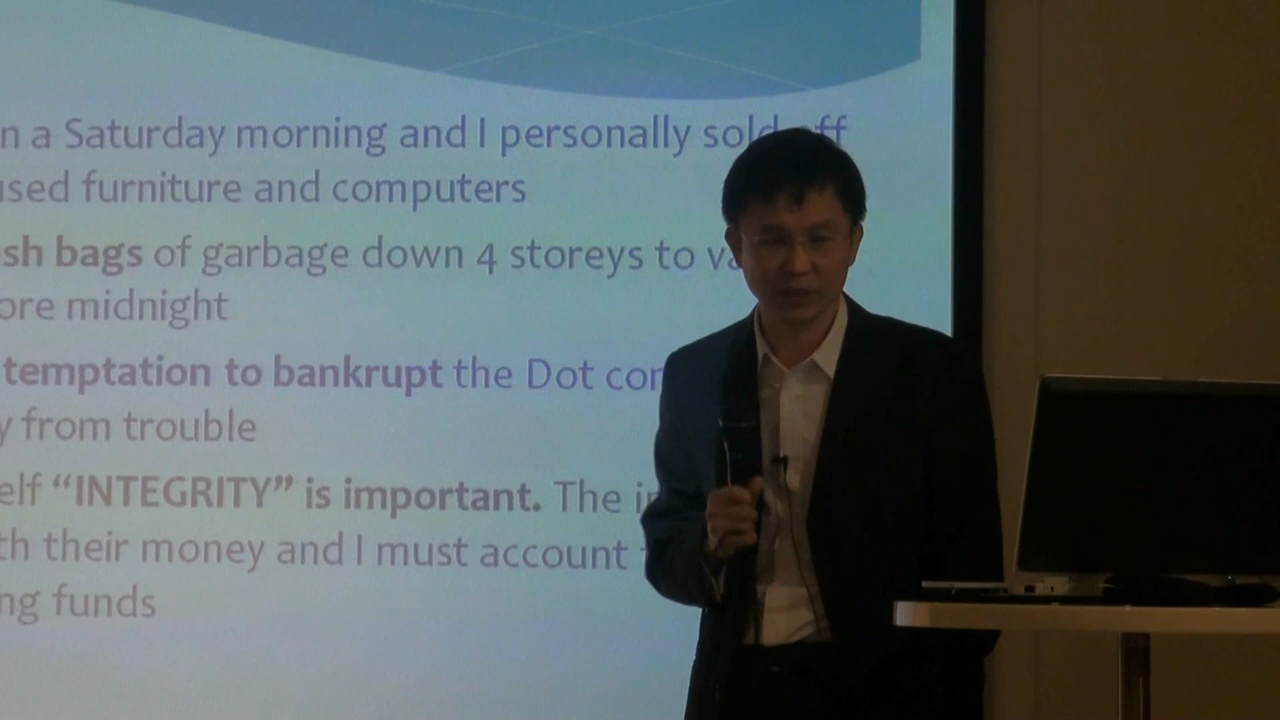 n a Saturday morning and I personally sold off
used furniture and computers
sh bags of garbage down 4 storeys to
ore midnight
temptation to bankrupt the Dot com
y from trouble
elf “INTEGRITY” is important. The
th their money and I must account
ng funds